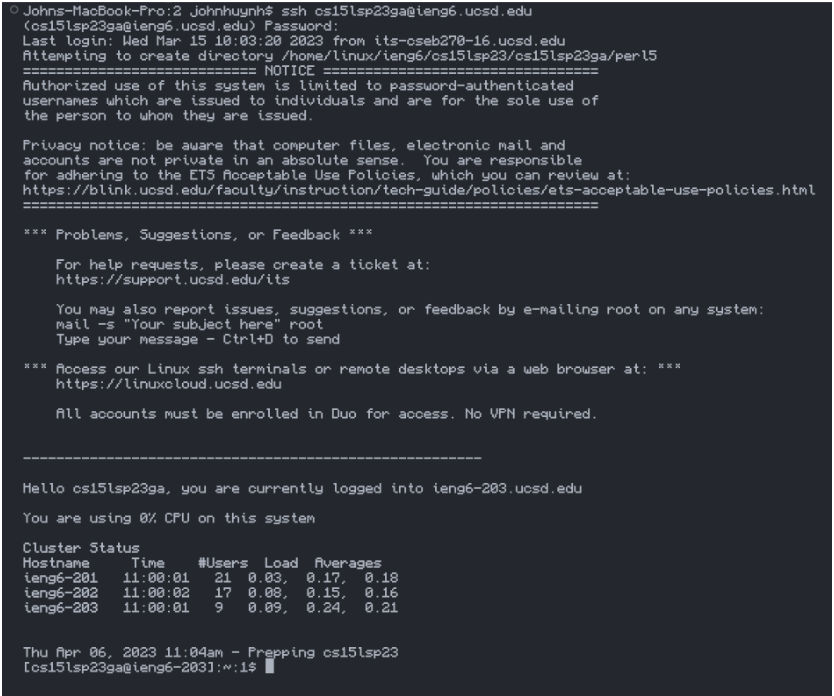 Johns-MacBook-Pro:2 johnhuynh$ ssh cs15lsp23ga@ieng6.ucsd.edu
(cs15lsp23ga@ieng6.ucsd.edu) Password:
Last login: Wed Mar 15 10:03:20 2023 from its-cseb270-16.ucsd.edu
Attempting to create directory /home/linux/ieng6/cs15lsp23/cs15lsp23ga/perl5
============================ NOTICE =================================
Authorized use of this system is limited to password-authenticated
usernames which are issued to individuals and are for the sole use of
the person to whom they are issued.
Privacy notice: be aware that computer files, electronic mail and
accounts are not private in an absolute sense.  You are responsible
for adhering to the ETS Acceptable Use Policies, which you can review at:
https://blink.ucsd.edu/faculty/instruction/tech-guide/policies/ets-acceptable-use-policies.html
=====================================================================
*** Problems, Suggestions, or Feedback ***
For help requests, please create a ticket at:
https://support.ucsd.edu/its
You may also report issues, suggestions, or feedback by e-mailing root on any system:
mail -s "Your subject here" root
Type your message - Ctrl+D to send
*** Access our Linux ssh terminals or remote desktops via a web browser at: ***
https://linuxcloud.ucsd.edu
All accounts must be enrolled in Duo for access. No VPN required.
-------------------------------------------------------
Hello cs15lsp23ga, you are currently logged into ieng6-203.ucsd.edu
You are using 0% CPU on this system
Cluster Status
Hostname     Time    #Users  Load  Averages
ieng6-201   11:00:01   21  0.03,  0.17,  0.18
ieng6-202   11:00:02   17  0.08,  0.15,  0.16
ieng6-203   11:00:01   9   0.09,  0.24,  0.21
Thu Apr 06, 2023 11:04am - Prepping cs15lsp23
[cs15lsp23ga@ieng6-203]:~:1$